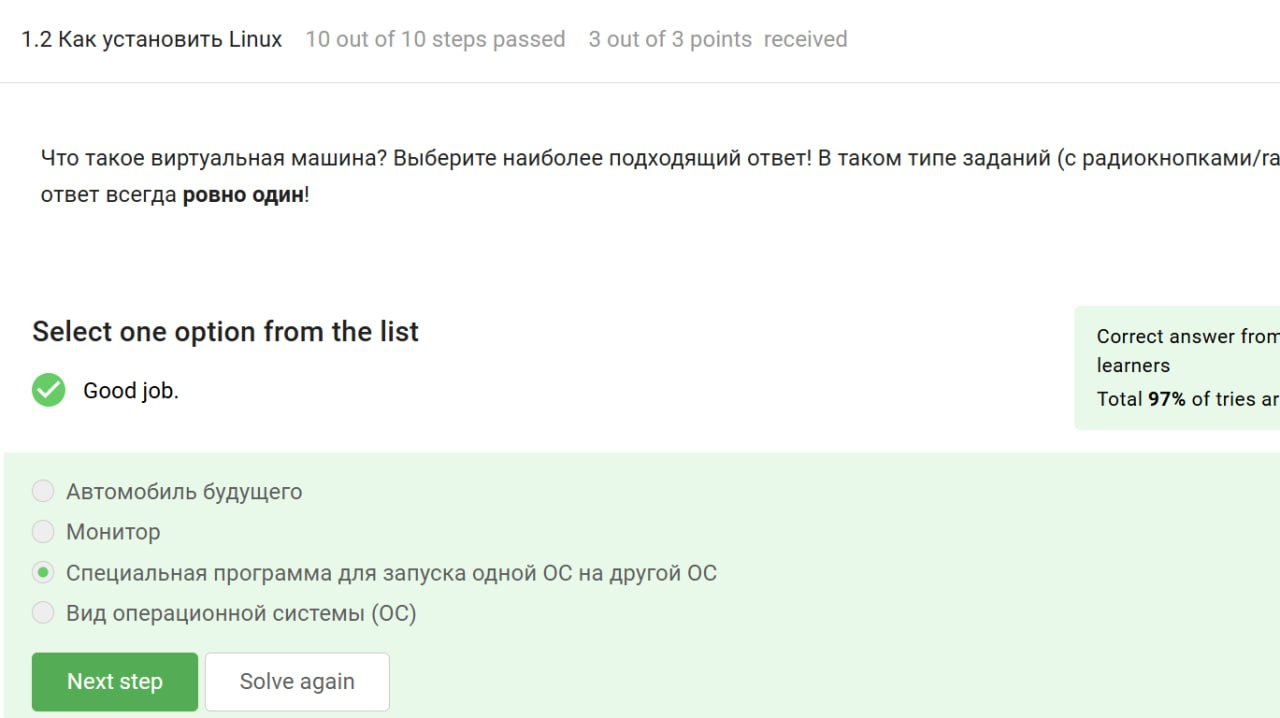 1.2 Как установить Linux 10 out of 10 steps passed 3 out of 3 points received
Что такое виртуальная машина? Выберите наиболее подходящий ответ! В таком типе заданий (с радиокнопками/ra
ответ всегда ровно один!
Select one option from the list
Good job.
Correct answer from
learners
Total 97% of tries ar
Автомобиль будущего
Монитор
Специальная программа для запуска одной ОС на другой ОС
Вид операционной системы (ОС)
Next step Solve again